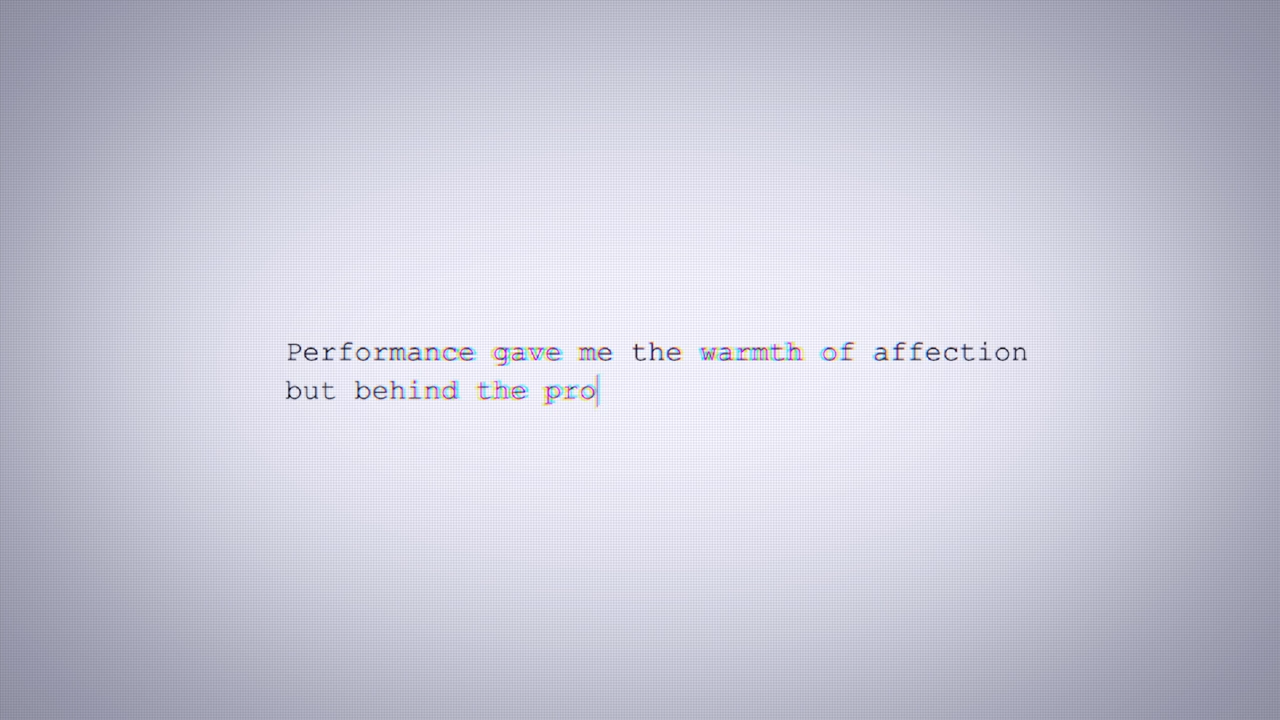 Performance gave me the warmth of affection
but behind the pro